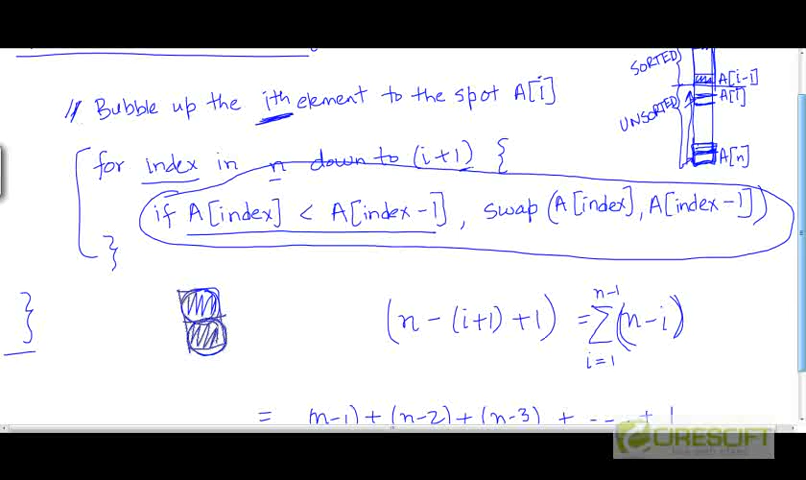 // Bubble up the ith element to the spot A[i]
for index in n down to (i+1) {
if A[index] < A[index-1], swap (A[index], A[index-1])
}
}
SORTED
UNSORTED
A[i-1]
A[i]
A[n]
(n - (i+1) + 1) = n-1 ∑ i=1 (n-i)
= (n-1) + (n-2) + (n-3) + ---- + 1
CORESOFT